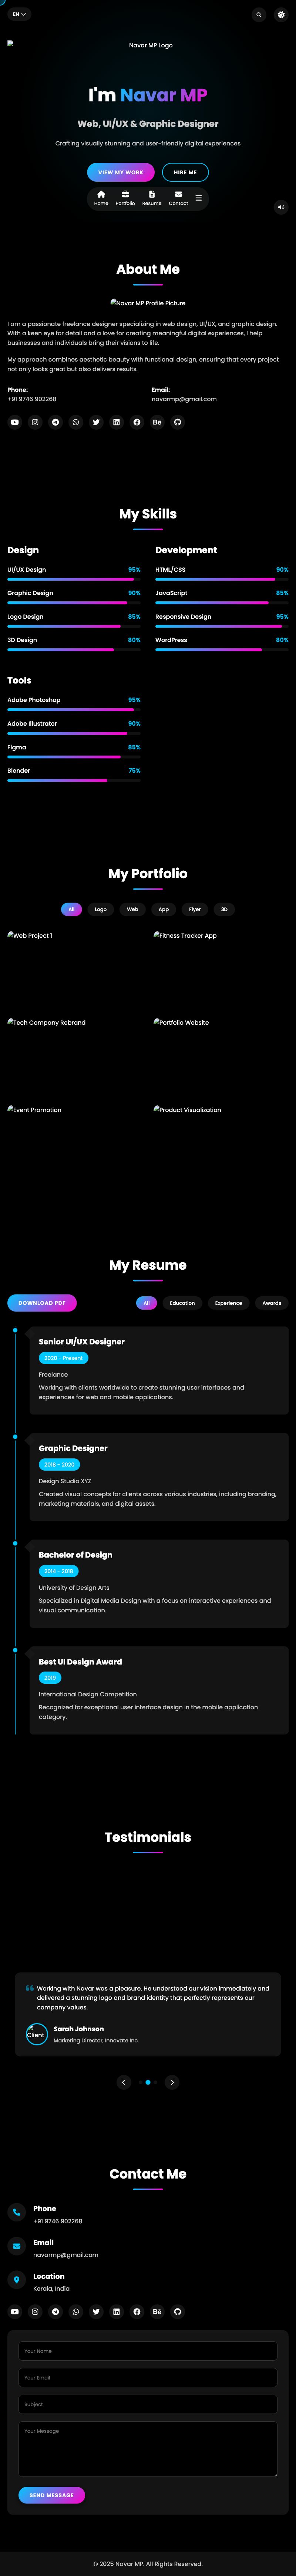 EN
Navar MP Logo
I'm Navar MP
Web, UI/UX & Graphic Designer
Crafting visually stunning and user-friendly digital experiences
VIEW MY WORK
HIRE ME
Home
Portfolio
Resume
Contact
About Me
Navar MP Profile Picture
I am a passionate freelance designer specializing in web design, UI/UX, and graphic design.
With a keen eye for detail and a love for creating meaningful digital experiences, I help
businesses and individuals bring their visions to life.
My approach combines aesthetic beauty with functional design, ensuring that every project
not only looks great but also delivers results.
Phone:
+91 9746 902268
Email:
navarmp@gmail.com
My Skills
Design
UI/UX Design 95%
Graphic Design 90%
Logo Design 85%
3D Design 80%
Development
HTML/CSS 90%
JavaScript 85%
Responsive Design 95%
WordPress 80%
Tools
Adobe Photoshop 95%
Adobe Illustrator 90%
Figma 85%
Blender 75%
My Portfolio
All
Logo
Web
App
Flyer
3D
Web Project 1
Fitness Tracker App
Tech Company Rebrand
Portfolio Website
Event Promotion
Product Visualization
My Resume
DOWNLOAD PDF
All
Education
Experience
Awards
Senior UI/UX Designer
2020 - Present
Freelance
Working with clients worldwide to create stunning user interfaces and
experiences for web and mobile applications.
Graphic Designer
2018 - 2020
Design Studio XYZ
Created visual concepts for clients across various industries, including branding,
marketing materials, and digital assets.
Bachelor of Design
2014 - 2018
University of Design Arts
Specialized in Digital Media Design with a focus on interactive experiences and
visual communication.
Best UI Design Award
2019
International Design Competition
Recognized for exceptional user interface design in the mobile application
category.
Testimonials
Working with Navar was a pleasure. He understood our vision immediately and
delivered a stunning logo and brand identity that perfectly represents our
company values.
Client
Sarah Johnson
Marketing Director, Innovate Inc.
Contact Me
Phone
+91 9746 902268
Email
navarmp@gmail.com
Location
Kerala, India
Your Name
Your Email
Subject
Your Message
SEND MESSAGE
© 2025 Navar MP. All Rights Reserved.